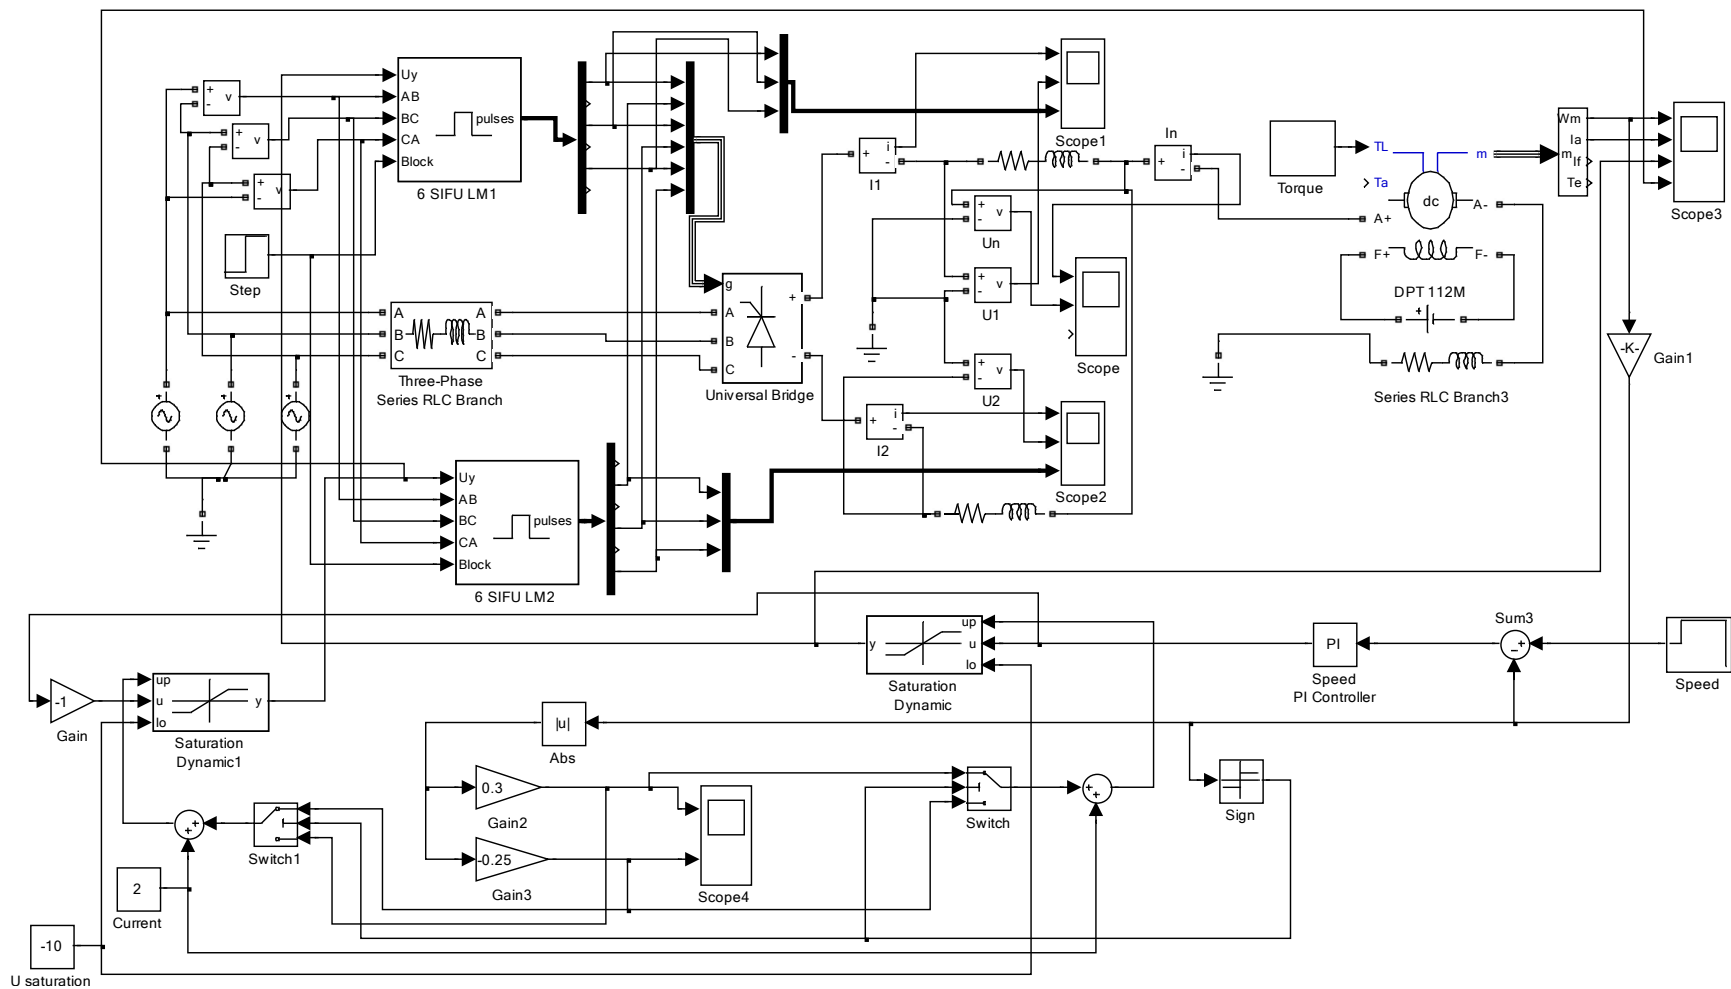 Uy
AB
BC
CA
Block
pulses
6 SIFU LM1
+
-
v
+
-
v
+
-
v
Step
A
B
C
A
B
C
Three-Phase
Series RLC Branch
g
A
B
C
+
-
Universal Bridge
+
i
-
I1
+
-
v
Un
+
-
v
U1
+
-
v
U2
+
i
-
I2
Scope1
Scope
Scope2
In
+
i
-
Torque
TL
m
Ta
dc
A+
A-
F+
F-
DPT 112M
+
Series RLC Branch3
Wm
Ia
m
If
Te
Scope3
-K-
Gain1
+
+
+
Uy
AB
BC
CA
Block
pulses
6 SIFU LM2
up
u
lo
y
Saturation
Dynamic
PI
Speed
PI Controller
Sum3
+
−
Speed
-1
Gain
up
u
lo
y
Saturation
Dynamic1
|u|
Abs
0.3
Gain2
-0.25
Gain3
Scope4
Switch
+
+
Sign
+
+
Switch1
2
Current
-10
U saturation